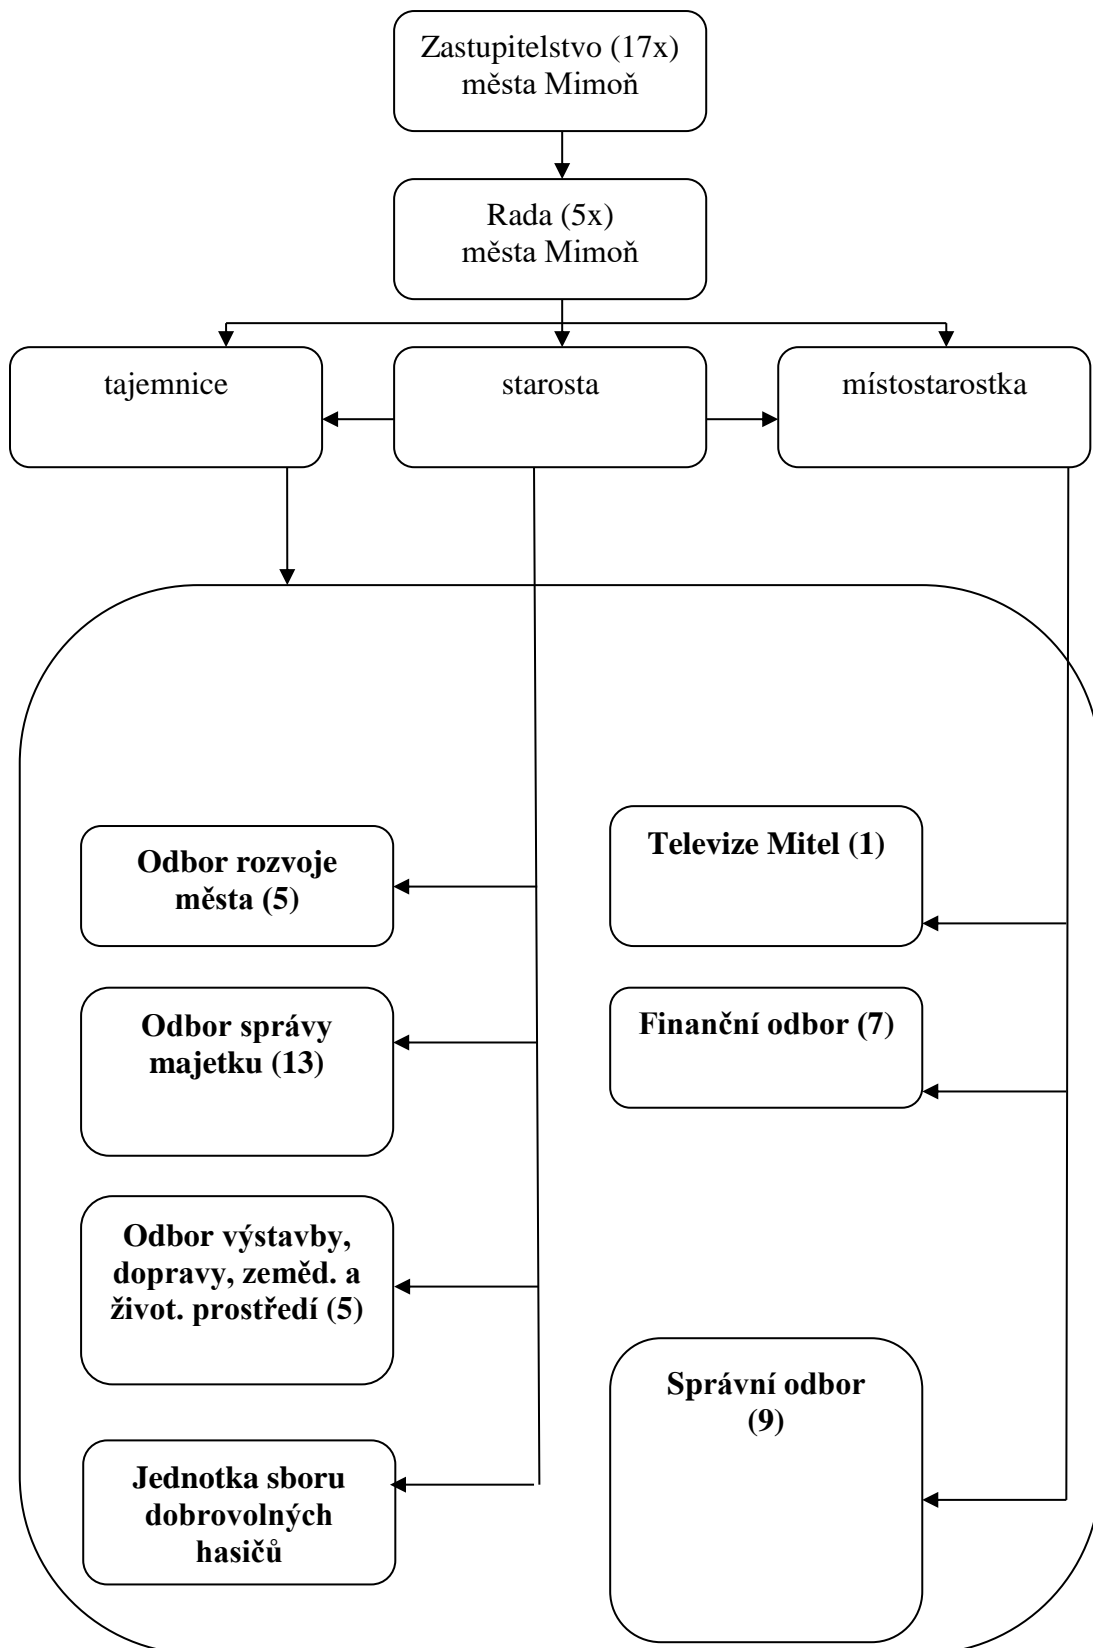 Zastupitelstvo (17x)
města Mimoň
Rada (5x)
města Mimoň
tajemnice
starosta
místostarostka
Odbor rozvoje
města (5)
Televize Mitel (1)
Odbor správy
majetku (13)
Finanční odbor (7)
Odbor výstavby,
dopravy, zeměd. a
život. prostředí (5)
Správní odbor
(9)
Jednotka sboru
dobrovolných
hasičů